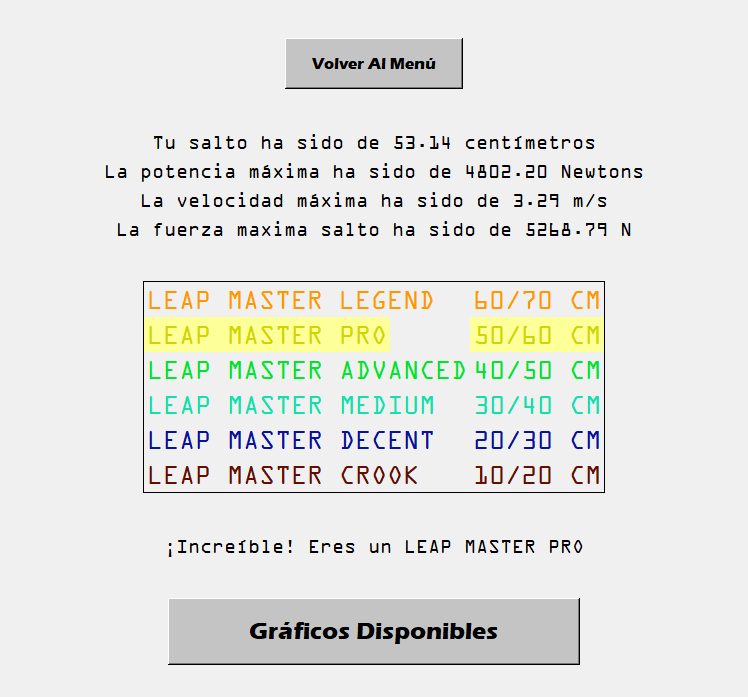 Volver Al Menú
Tu salto ha sido de 53.14 centímetros
La potencia máxima ha sido de 4802.20 Newtons
La velocidad máxima ha sido de 3.29 m/s
La fuerza maxima salto ha sido de 5268.79 N
LEAP MASTER LEGEND 60/70 CM
LEAP MASTER PRO 50/60 CM
LEAP MASTER ADVANCED 40/50 CM
LEAP MASTER MEDIUM 30/40 CM
LEAP MASTER DECENT 20/30 CM
LEAP MASTER CROOK 10/20 CM
¡Increíble! Eres un LEAP MASTER PRO
Gráficos Disponibles